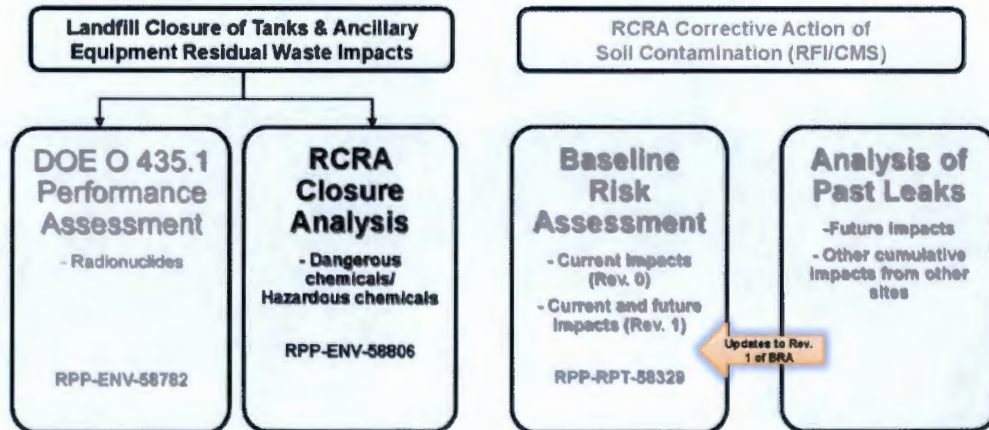 Landfill Closure of Tanks & Ancillary
Equipment Residual Waste Impacts
RCRA Corrective Action of
Soil Contamination (RFI/CMS)
DOE O 435.1
Performance
Assessment
- Radionuclides
RPP-ENV-58782
RCRA
Closure
Analysis
- Dangerous
chemicals/
Hazardous chemicals
RPP-ENV-58806
Baseline
Risk
Assessment
- Current Impacts
(Rev. 0)
- Current and future
Impacts (Rev. 1)
RPP-RPT-58329
Updates to Rev.
1 of BRA
Analysis of
Past Leaks
-Future Impacts
- Other cumulative
impacts from other
sites